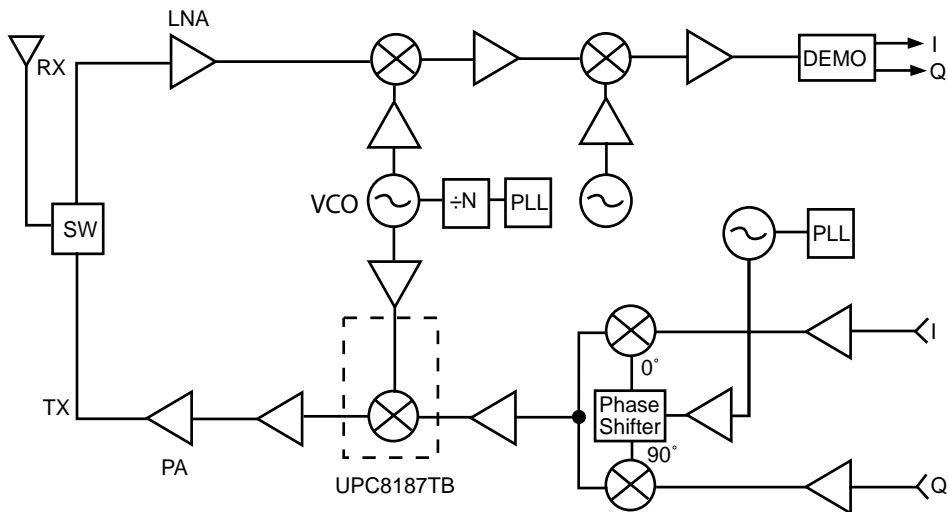 LNA
RX
I
DEMO
Q
VCO
÷N
PLL
SW
PLL
I
0°
TX
Phase
Shifter
90°
PA
UPC8187TB
Q